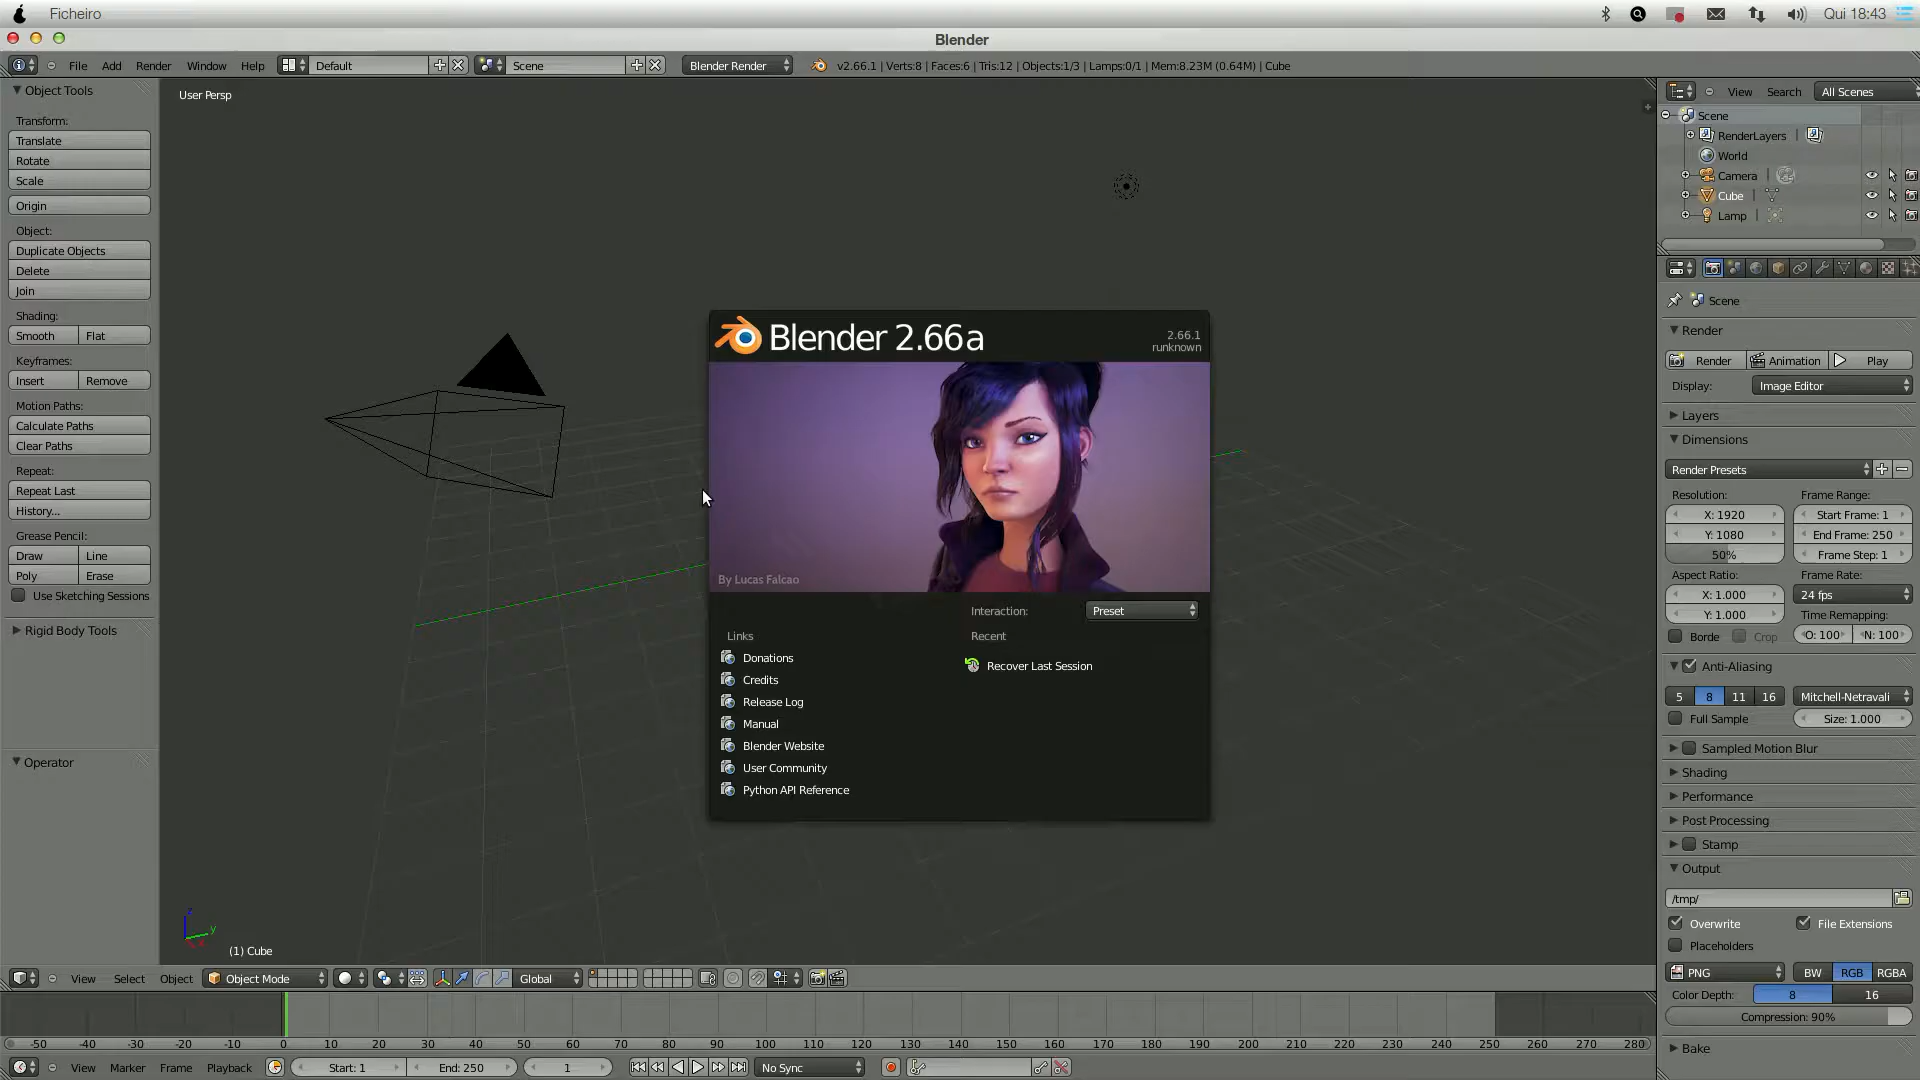 Ficheiro
Qui 18:43
Blender
File Add Render Window Help Default Scene Blender Render v2.66.1 | Verts:8 | Faces:6 | Tris:12 | Objects:1/3 | Lamps:0/1 | Mem:8.23M (0.64M) | Cube
Object Tools
Transform:
Translate
Rotate
Scale
Origin
Object:
Duplicate Objects
Delete
Join
Shading:
Smooth Flat
Keyframes:
Insert Remove
Motion Paths:
Calculate Paths
Clear Paths
Repeat:
Repeat Last
History...
Grease Pencil:
Draw Line
Poly Erase
Use Sketching Sessions
Rigid Body Tools
Operator
User Persp
Blender 2.66a
2.66.1
runknown
By Lucas Falcao
Interaction: Preset
Links
Donations
Credits
Release Log
Manual
Blender Website
User Community
Python API Reference
Recent
Recover Last Session
z
y
x
(1) Cube
View Select Object Object Mode Global
-50 -40 -30 -20 -10 0 10 20 30 40 50 60 70 80 90 100 110 120 130 140 150 160 170 180 190 200 210 220 230 240 250 260 270 280
View Marker Frame Playback Start: 1 End: 250 1 No Sync
View Search All Scenes
Scene
RenderLayers |
World
Camera |
Cube |
Lamp |
Scene
Render
Render Animation Play
Display: Image Editor
Layers
Dimensions
Render Presets
Resolution: Frame Range:
X: 1920 Start Frame: 1
Y: 1080 End Frame: 250
50% Frame Step: 1
Aspect Ratio: Frame Rate:
X: 1.000 24 fps
Y: 1.000 Time Remapping:
Borde Crop O: 100 N: 100
Anti-Aliasing
5 8 11 16 Mitchell-Netravali
Full Sample Size: 1.000
Sampled Motion Blur
Shading
Performance
Post Processing
Stamp
Output
/tmp/
Overwrite File Extensions
Placeholders
PNG BW RGB RGBA
Color Depth: 8 16
Compression: 90%
Bake